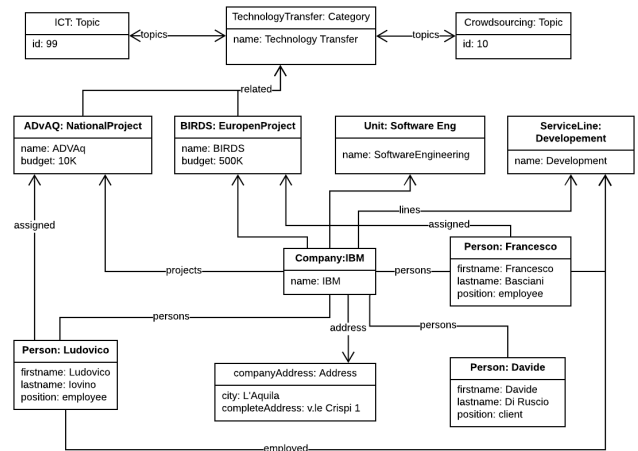 ICT: Topic
id: 99
topics
TechnologyTransfer: Category
name: Technology Transfer
topics
Crowdsourcing: Topic
id: 10
related
ADvAQ: NationalProject
name: ADVAq
budget: 10K
BIRDS: EuropenProject
name: BIRDS
budget: 500K
Unit: Software Eng
name: SoftwareEngineering
ServiceLine:
Developement
name: Development
lines
assigned
assigned
Company:IBM
name: IBM
Person: Francesco
firstname: Francesco
lastname: Basciani
position: employee
projects
persons
persons
address
persons
Person: Ludovico
firstname: Ludovico
lastname: Iovino
position: employee
companyAddress: Address
city: L'Aquila
completeAddress: v.le Crispi 1
Person: Davide
firstname: Davide
lastname: Di Ruscio
position: client
employed